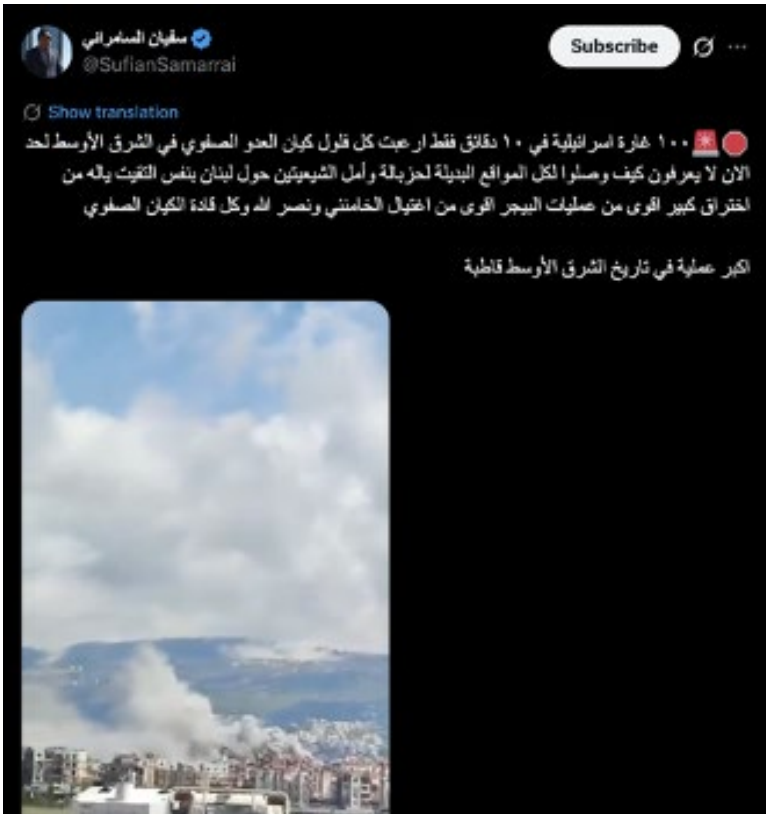 سفيان السامرائي
@SufianSamarrai
Subscribe
Show translation
١٠٠ غارة اسرائيلية في ١٠ دقائق فقط ارعبت كل فلول كيان العدو الصفوي في الشرق الأوسط لحد
الان لا يعرفون كيف وصلوا لكل المواقع البديلة لحزبالة وأمل الشيعيتين حول لبنان بنفس التقيت ياله من
اختراق كبير اقوى من عمليات البيجر اقوى من اغتيال الخامنئي ونصر الله وكل قادة الكيان الصفوي
اكبر عملية في تاريخ الشرق الأوسط قاطبة